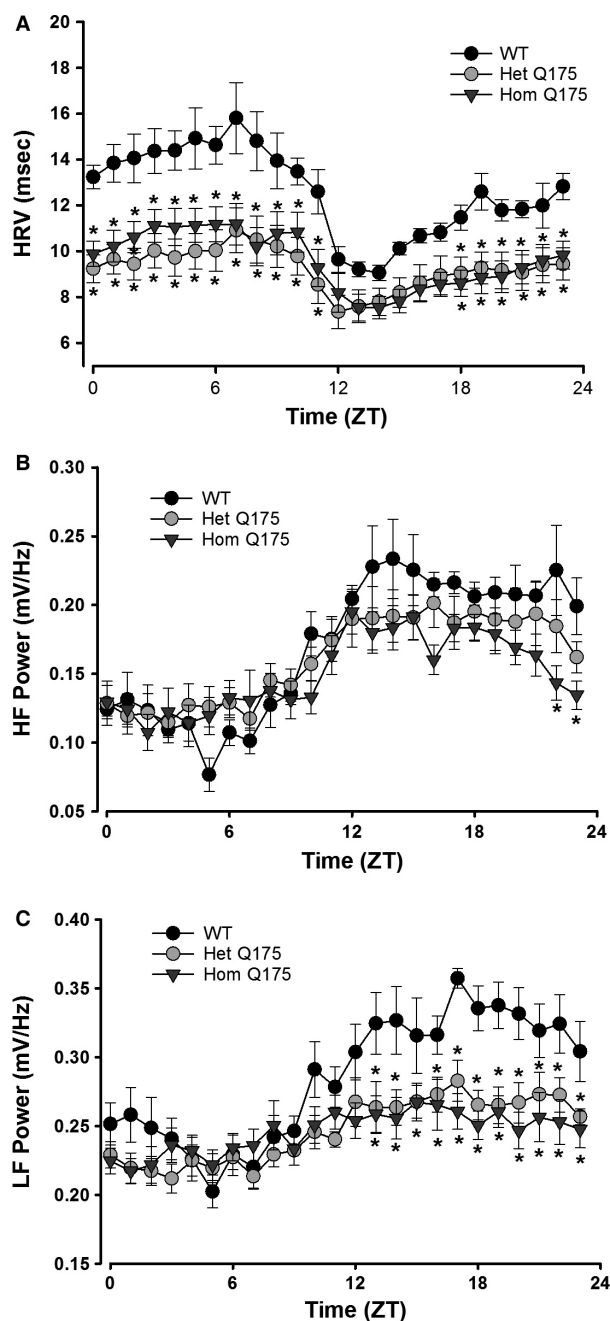 A
20
18
16
14
12
10
8
6
HRV (msec)
WT
Het Q175
Hom Q175
* * * * * * * * * * * * * * * * * *
* * * * * * * * * * * * * * * * * *
0 6 12 18 24
Time (ZT)
B
0.30
0.25
0.20
0.15
0.10
0.05
HF Power (mV/Hz)
WT
Het Q175
Hom Q175
* *
0 6 12 18 24
Time (ZT)
C
0.40
0.35
0.30
0.25
0.20
0.15
LF Power (mV/Hz)
WT
Het Q175
Hom Q175
* * * * * * * * * *
* * * * * * * * * * *
0 6 12 18 24
Time (ZT)